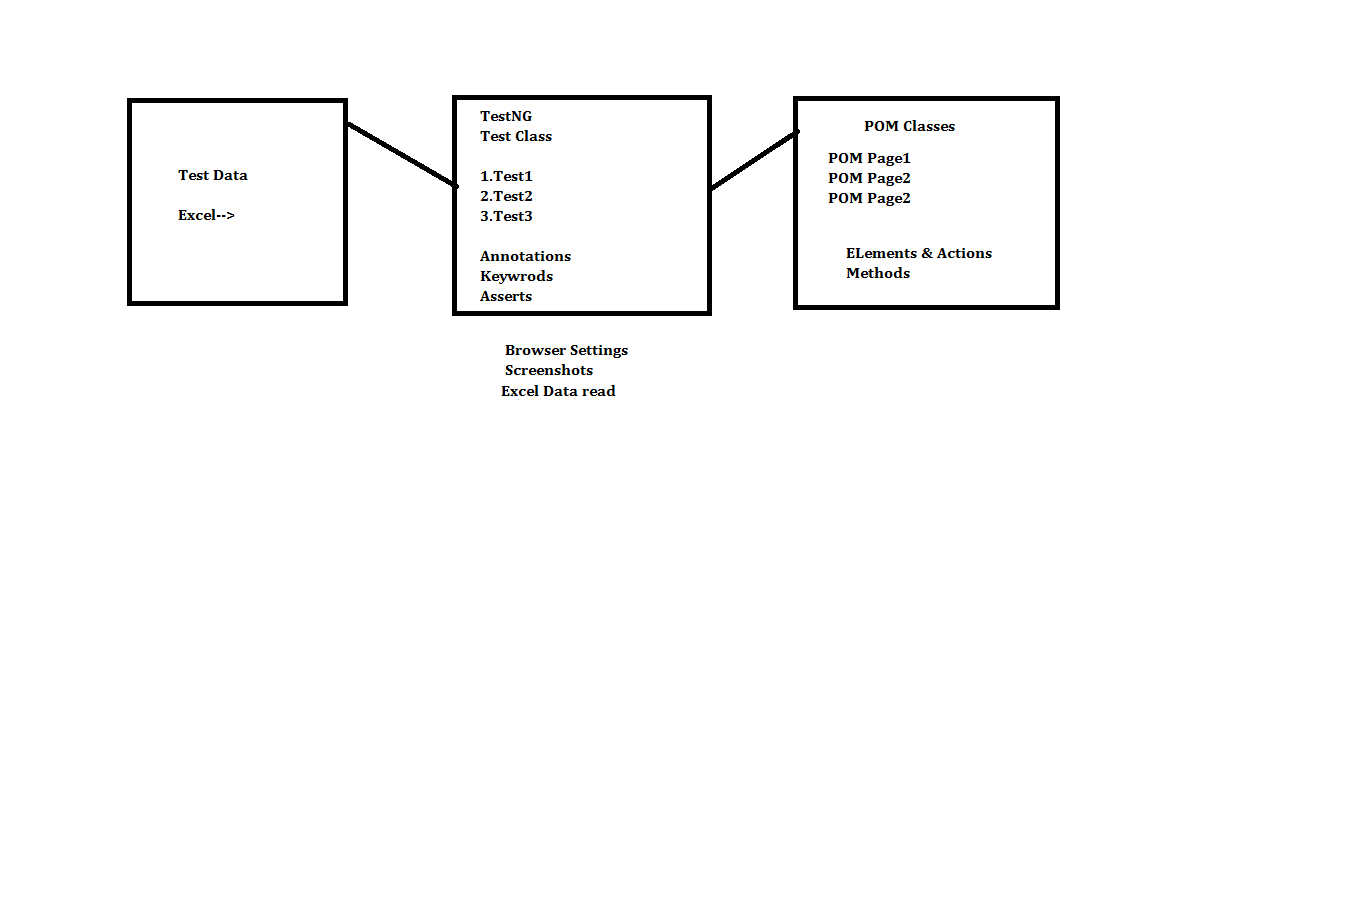 Test Data
Excel-->
TestNG
Test Class
1.Test1
2.Test2
3.Test3
Annotations
Keywrods
Asserts
Browser Settings
Screenshots
Excel Data read
POM Classes
POM Page1
POM Page2
POM Page2
ELements & Actions
Methods